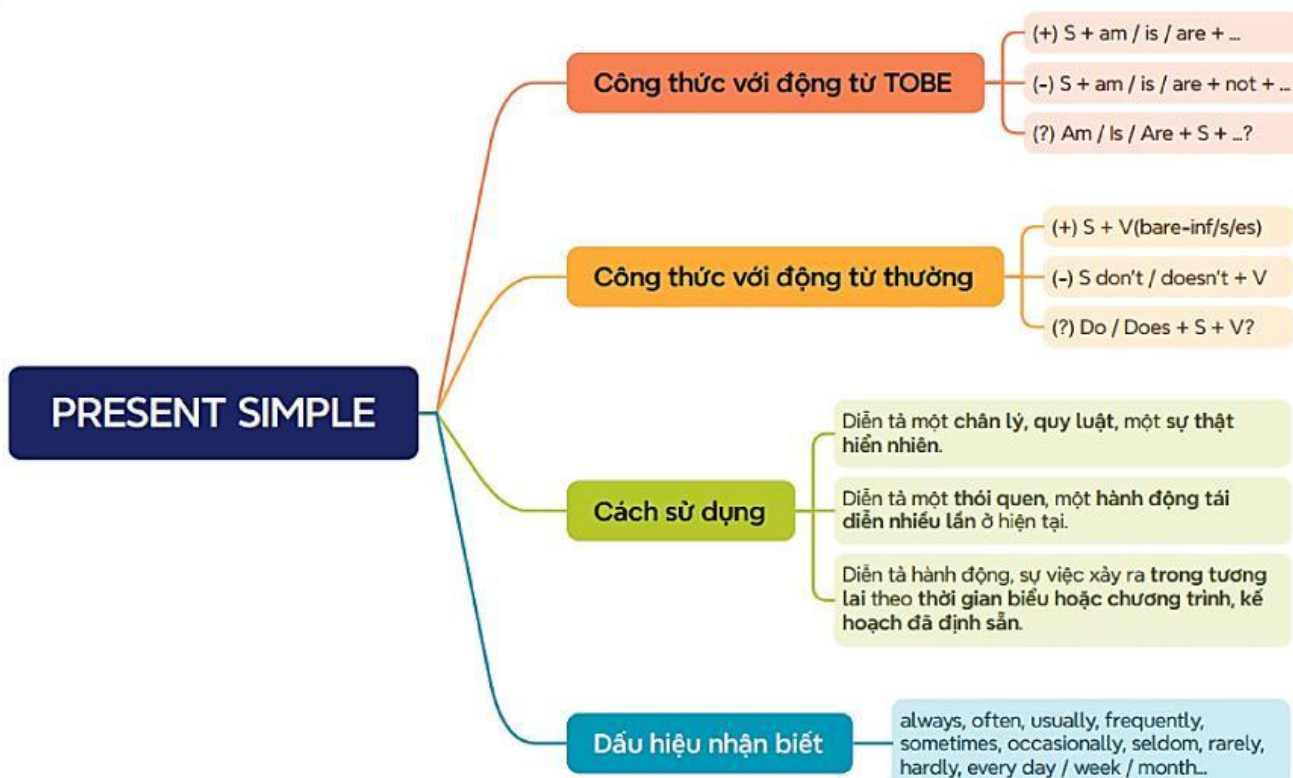 PRESENT SIMPLE
Công thức với động từ TOBE
(+) S + am / is / are + ...
(-) S + am / is / are + not + ...
(?) Am / Is / Are + S + ...?
Công thức với động từ thường
(+) S + V(bare-inf/s/es)
(-) S don't / doesn't + V
(?) Do / Does + S + V?
Cách sử dụng
Diễn tả một chân lý, quy luật, một sự thật
hiển nhiên.
Diễn tả một thói quen, một hành động tái
diễn nhiều lần ở hiện tại.
Diễn tả hành động, sự việc xảy ra trong tương
lai theo thời gian biểu hoặc chương trình, kế
hoạch đã định sẵn.
Dấu hiệu nhận biết
always, often, usually, frequently,
sometimes, occasionally, seldom, rarely,
hardly, every day / week / month...